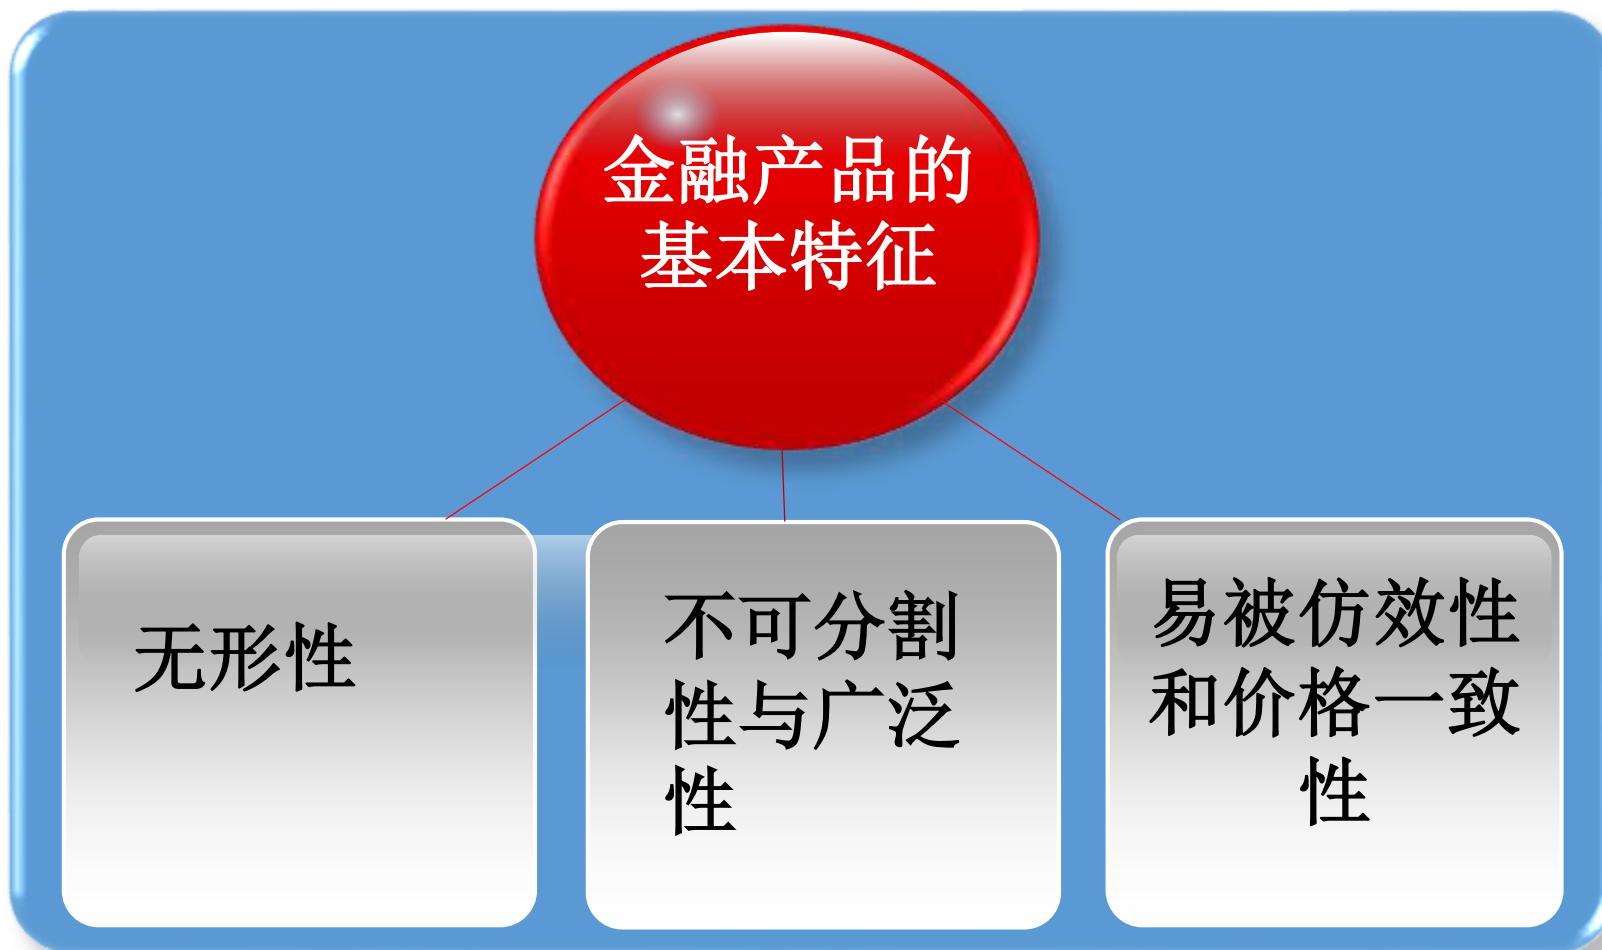 金融产品的
基本特征
无形性
不可分割
性与广泛
性
易被仿效性
和价格一致
性